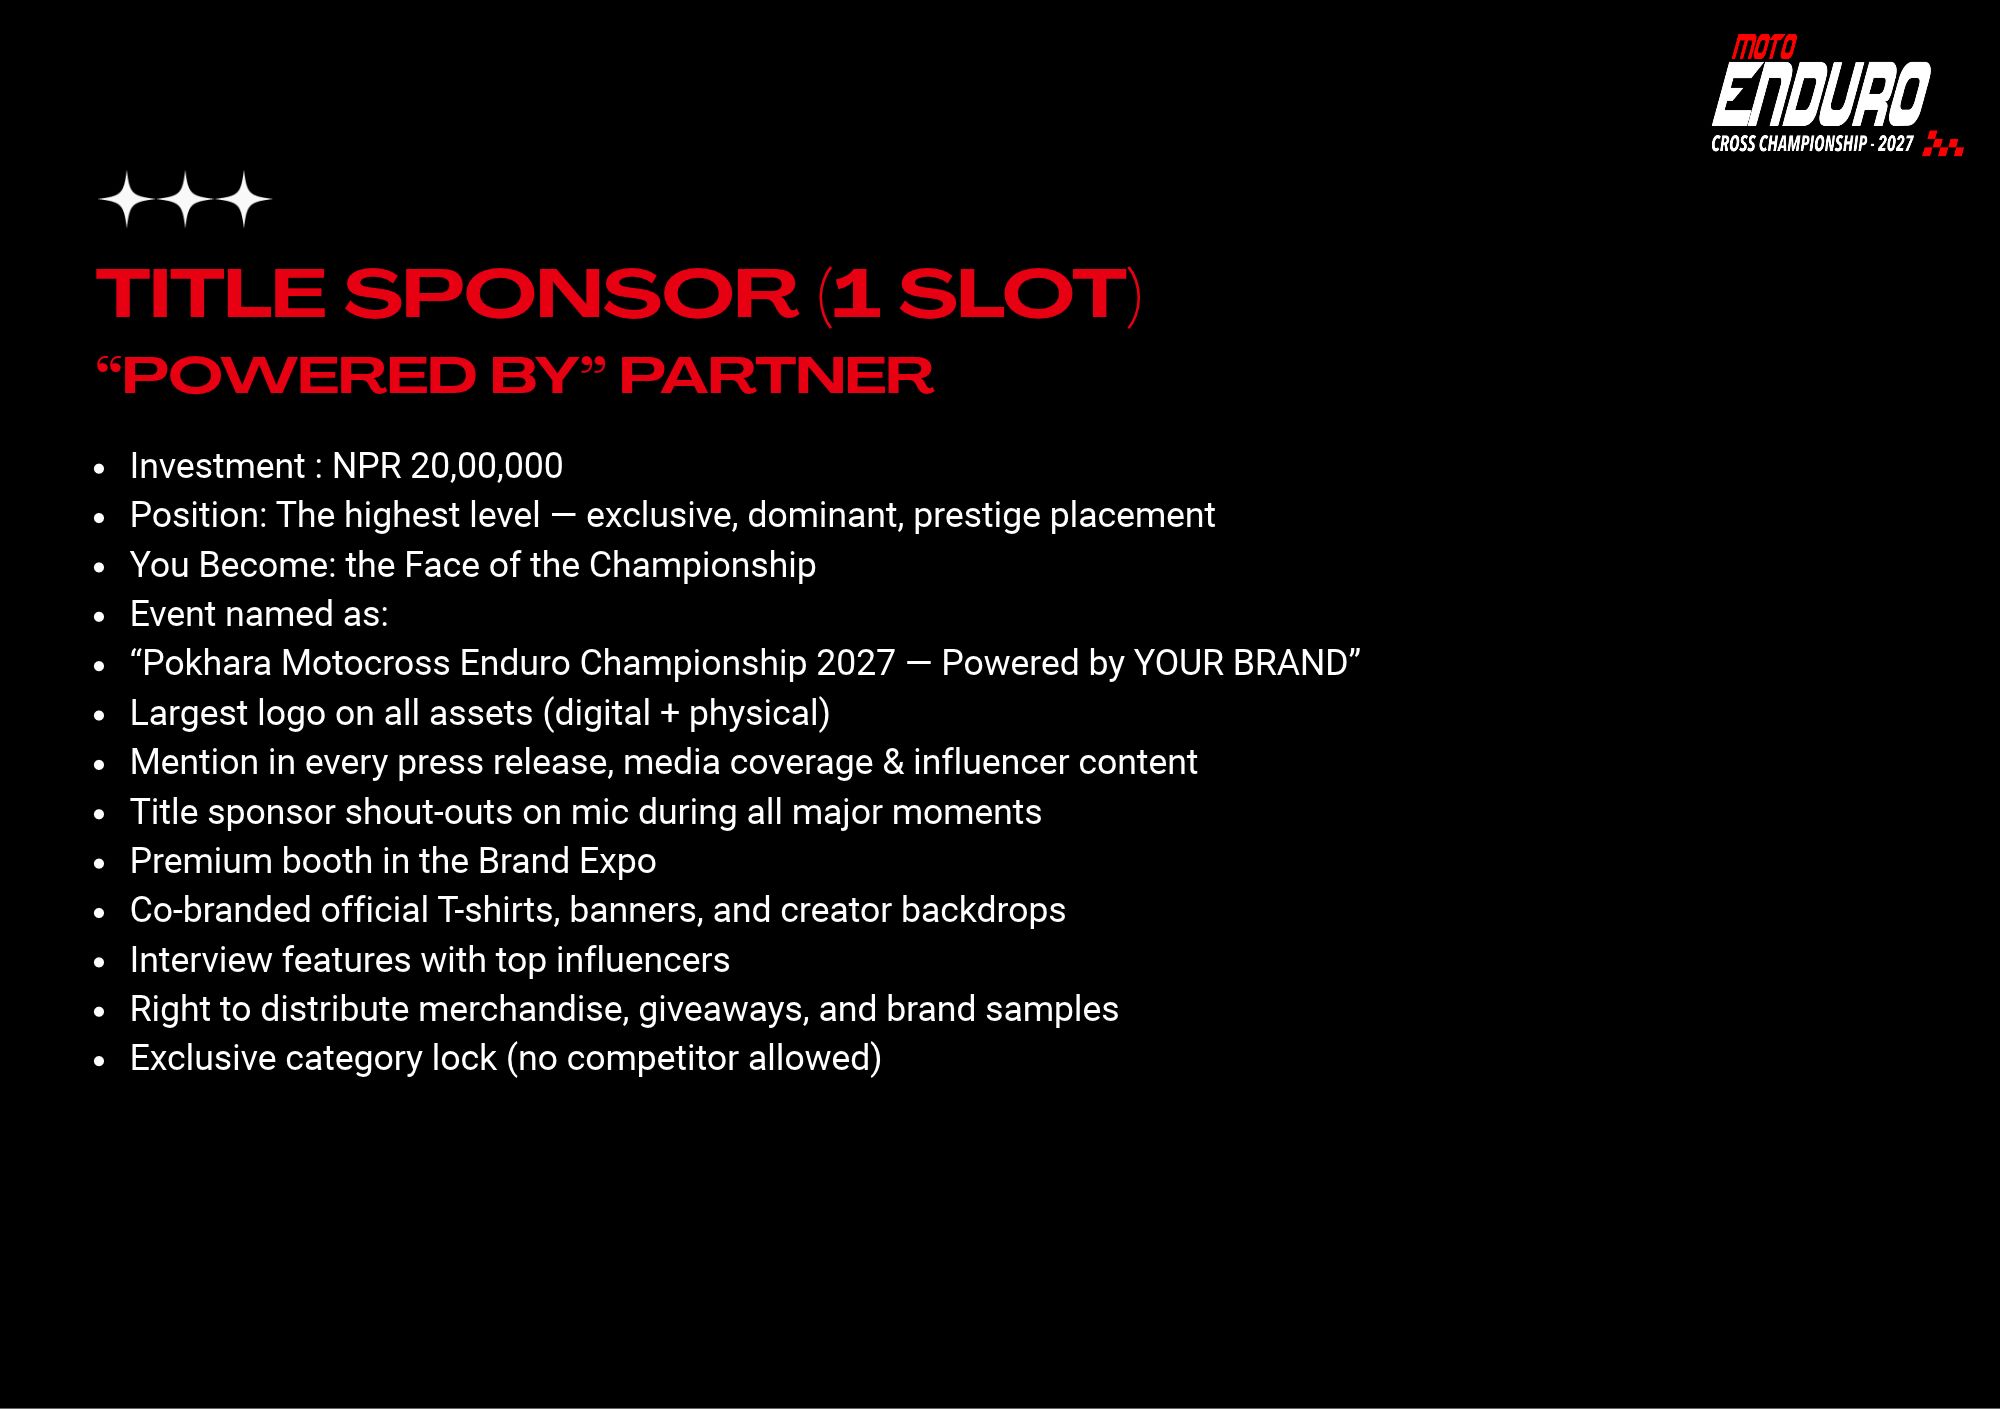 MOTO
ENDURO
CROSS CHAMPIONSHIP - 2027
TITLE SPONSOR (1 SLOT)
“POWERED BY” PARTNER
• Investment : NPR 20,00,000
• Position: The highest level — exclusive, dominant, prestige placement
• You Become: the Face of the Championship
• Event named as:
• “Pokhara Motocross Enduro Championship 2027 — Powered by YOUR BRAND”
• Largest logo on all assets (digital + physical)
• Mention in every press release, media coverage & influencer content
• Title sponsor shout-outs on mic during all major moments
• Premium booth in the Brand Expo
• Co-branded official T-shirts, banners, and creator backdrops
• Interview features with top influencers
• Right to distribute merchandise, giveaways, and brand samples
• Exclusive category lock (no competitor allowed)